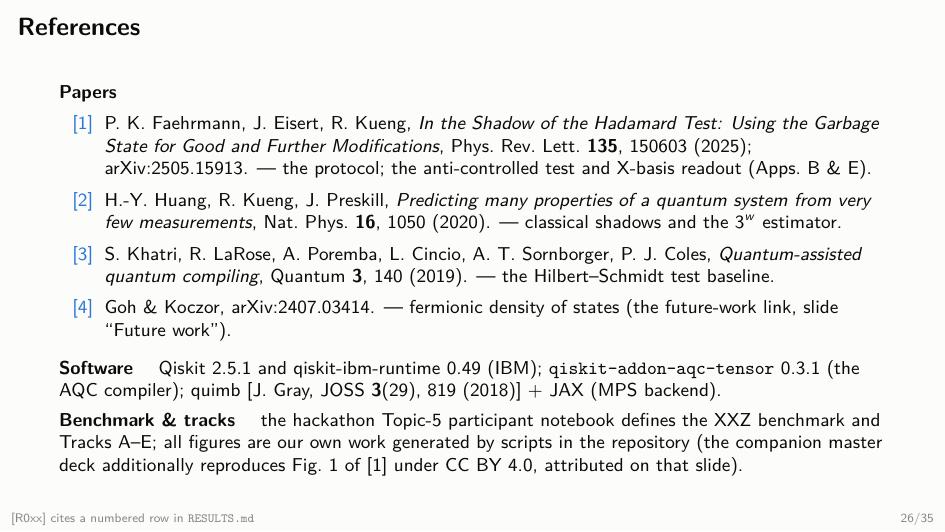 References
Papers
[1] P. K. Faehrmann, J. Eisert, R. Kueng, In the Shadow of the Hadamard Test: Using the Garbage
State for Good and Further Modifications, Phys. Rev. Lett. 135, 150603 (2025);
arXiv:2505.15913. — the protocol; the anti-controlled test and X-basis readout (Apps. B & E).
[2] H.-Y. Huang, R. Kueng, J. Preskill, Predicting many properties of a quantum system from very
few measurements, Nat. Phys. 16, 1050 (2020). — classical shadows and the 3^w estimator.
[3] S. Khatri, R. LaRose, A. Poremba, L. Cincio, A. T. Sornborger, P. J. Coles, Quantum-assisted
quantum compiling, Quantum 3, 140 (2019). — the Hilbert–Schmidt test baseline.
[4] Goh & Koczor, arXiv:2407.03414. — fermionic density of states (the future-work link, slide
“Future work”).
Software Qiskit 2.5.1 and qiskit-ibm-runtime 0.49 (IBM); qiskit-addon-aqc-tensor 0.3.1 (the
AQC compiler); quimb [J. Gray, JOSS 3(29), 819 (2018)] + JAX (MPS backend).
Benchmark & tracks the hackathon Topic-5 participant notebook defines the XXZ benchmark and
Tracks A–E; all figures are our own work generated by scripts in the repository (the companion master
deck additionally reproduces Fig. 1 of [1] under CC BY 4.0, attributed on that slide).
[R0xx] cites a numbered row in RESULTS.md
26/35